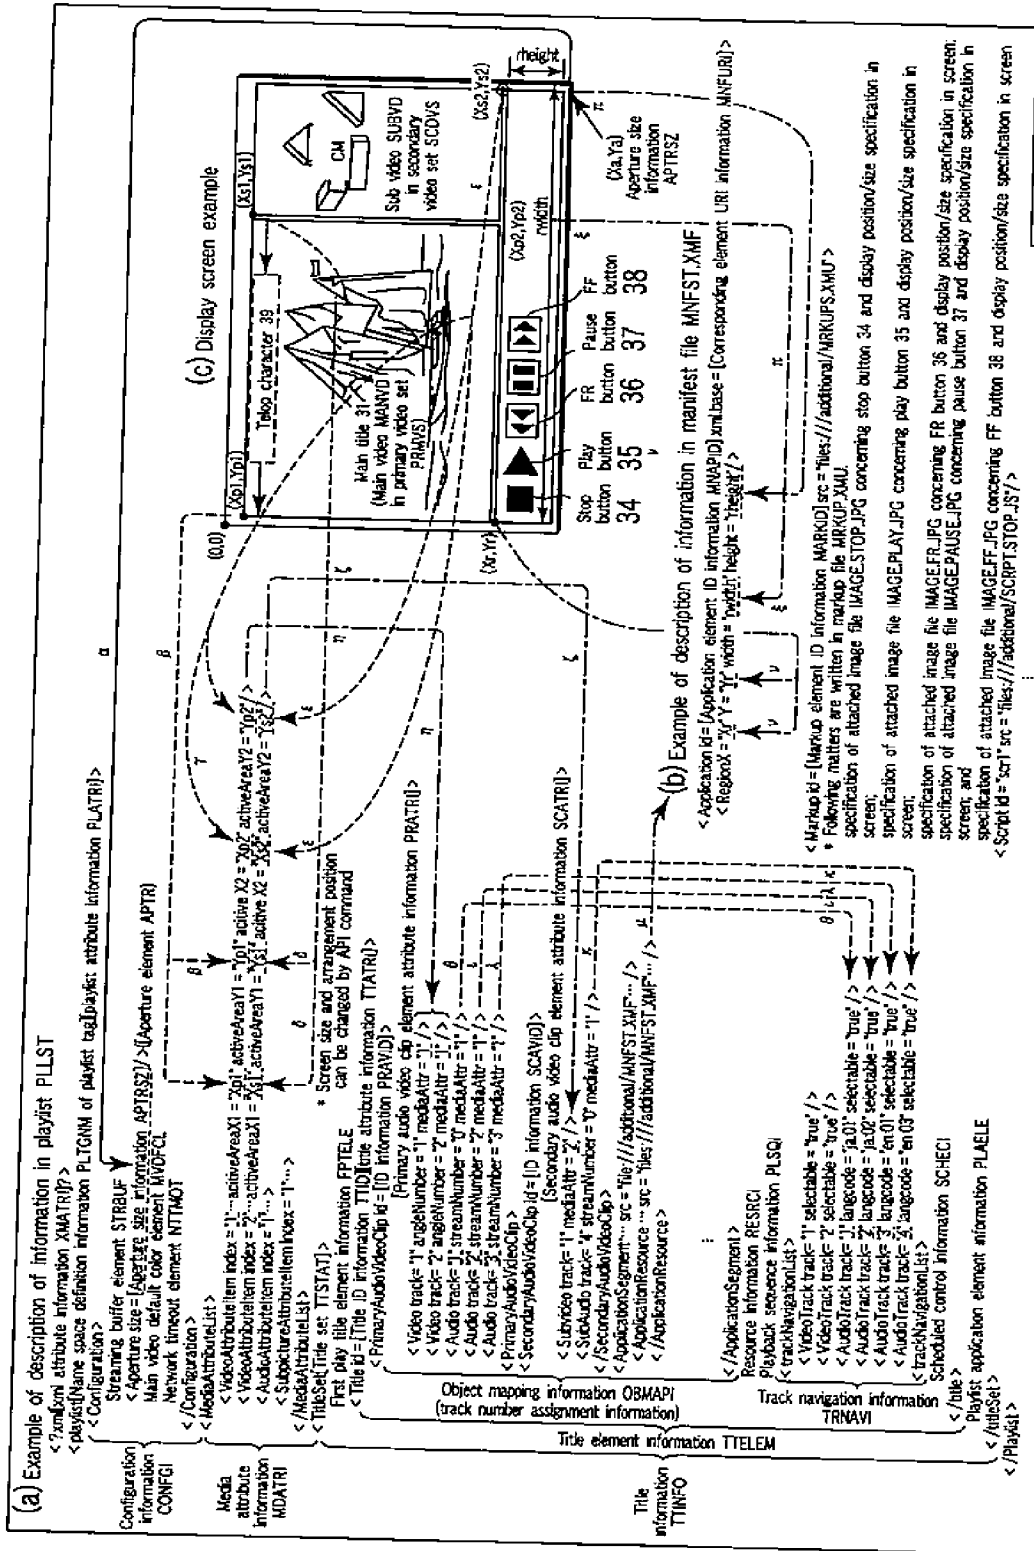 (a) Example of description of information in playlist PLLST
<?xml[xml attribute information XMATRI]?>
<playlist[Name space definition information PLTGNM of playlist tag][playlist attribute information PLATRI]>
<Configuration>
Streaming buffer element STRBUF
<Aperture size = [Aperture size information APTRSZ]/>([Aperture element APTR)
Main video default color element MVDFCL
Network timeout element NTTMOT
</Configuration>
<MediaAttributeList>
<VideoAttributeItem index = "1"···activeAreaX1 = "Xp1" activeAreaY1 = "Yp1" acitive X2 = "Xp2" activeAreaY2 = "Yp2"/>
<VideoAttributeItem index = "2"···activeAreaX1 = "Xs1" activeAreaY1 = "Ys1" acitive X2 = "Xs2" activeAreaY2 = "Ys2"/>
<AudioAttributeItem index = "1"···>
<SubpictureAttributeItemIndex = "1"···>
</MediaAttributeList>
* Screen size and arrangement position
can be changed by API command
<TitleSet[Title set TTSTAT]>
First play title element information FPTELE
<Title id = [Title ID information TTID][title attribute information TTATRI]>
<PrimaryAudioVideoClip id = [ID information PRAVID]>
[Primary audio video clip element attribute information PRATRI]>
<Video track= "1" angleNumber = "1" mediaAttr = "1" />
<Video track= "2" angleNumber = "2" mediaAttr = "1" />
<Audio track= "1" streamNumber = "0" mediaAttr = "1" />
<Audio track= "2" streamNumber = "2" mediaAttr = "1" />
<Audio track= "3" streamNumber = "3" mediaAttr = "1" />
<PrimaryAudioVideoClip>
<SecondaryAudioVideoClip id = [ID information SCAVID]>
[Secondary audio video clip element attribute information SCATRI]>
<Subvideo track= "1" mediaAttr = "2" />
<SubAudio track= "4" streamNumber = "0" mediaAttr = "1" />
</SecondaryAudioVideoClip>
<ApplicationSegment··· src = "file:///additional/MNFST.XMF"··· />
<ApplicationResource ··· src = "files:///additional/MNFST.XMF"··· />
</ApplicationResource>
</ApplicationSegment>
Resource information RESRCI
Playback sequence information PLSQI
<trackNavigationList>
<VideoTrack track= "1" selectable= "true" />
<VideoTrack track= "2" selectable = "true" />
<AudioTrack track= "1" langcode= "ja:01" selectable= "true" />
<AudioTrack track= "2" langcode= "ja:02" selectable = "true" />
<AudioTrack track= "3" langcode = "en:01" selectable= "true" />
<AudioTrack track= "3" langcode = "en:03" selectable = "true" />
<trackNavigationList>
Scheduled control information SCHECI
</title>
Playlist application element information PLAELE
</titleSet>
</Playlist>
Configuration
information
CONFGI
Media
attribute
information
MDATRI
Title
information
TTINFO
Title element information TTELEM
Object mapping information OBMAPI
(track number assignment information)
Track navigation information
TRNAVI
α
β
β
β
γ
δ
δ
ε
ε
ε
ζ
ζ
η
η
η
θ
ι
λ
κ
θ ι λ κ
μ
μ
(b) Example of description of information in manifest file MNFST.XMF
<Application id = [Application element ID information MNAPID] xml:base = [Corresponding element URI information MNFURI]>
<RegionX = "Xr" Y = "Yr" width = "rwidth" height = "rheight"/>
ν
ν
ν
ξ
ξ
ξ
π
π
<Markup id = [Markup element ID information MARKID] src = "files:///additional/MRKUPS.XMU">
* Following matters are written in markup file MRKUP.XMU.
specification of attached image file IMAGE.STOP.JPG concerning stop button 34 and display position/size specification in
screen;
specification of attached image file IMAGE.PLAY.JPG concerning play button 35 and display position/size specification in
screen;
specification of attached image file IMAGE.FR.JPG concerning FR button 36 and display position/size specification in screen;
specification of attached image file IMAGE.PAUSE.JPG concerning pause button 37 and display position/size specification in
screen; and
specification of attached image file IMAGE.FF.JPG concerning FF button 38 and display position/size specification in screen
<Script id = "scr1" src = "files:///additional/SCRPT.STOP.JS"/>
(c) Display screen example
(0,0)
(Xp1,Yp1)
(Xs1,Ys1)
Telop character 39
Main title 31
(Main video MANVD
in primary video set
PRMVS)
CM
Sub video SUBVD
in secondary
video set SCDVS
(Xs2,Ys2)
(Xp2,Yp2)
(Xr,Yr)
rwidth
rheight
(Xa,Ya)
Aperture size
information
APTRSZ
Stop
button
34
Play
button
35
FR
button
36
Pause
button
37
FF
button
38